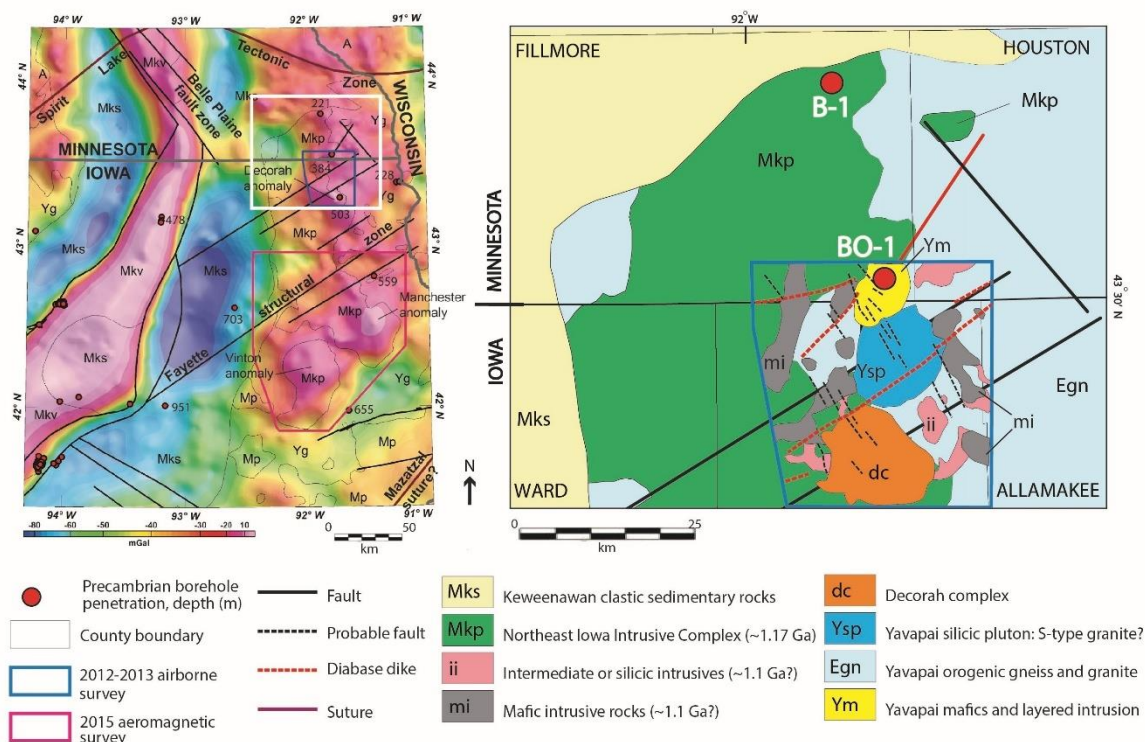 94° W
93° W
92° W
91° W
A
Mkv
Lake
Tectonic
Zone
44° N
44° N
A
Spirit
Mks
Belle Plaine
fault zone
Mks
WISCONSIN
221
Yg
Mkp
MINNESOTA
IOWA
384
Decorah
anomaly
228
Yg
503
Yg
478
Mkp
zone
43° N
43° N
Mks
Mkv
Mks
structural
559
Mkp
Manchester
anomaly
703
Fayette
Vinton
anomaly
Mkp
Mks
Yg
Mp
42° N
42° N
Mkv
951
655
Mp
Mks
Yg
Mp
Mp
Mazatzal
suture?
94° W
93° W
92° W
91° W
-80
-60
-40
-20
-10
mGal
0
50
km
N
92°
FILLMORE
HOUSTON
B-1
Mkp
Mkp
MINNESOTA
BO-1
Ym
43° 30' N
IOWA
mi
Ysp
Egn
Mks
ii
mi
dc
WARD
ALLAMAKEE
0
25
km
Precambrian borehole
penetration, depth (m)
County boundary
2012-2013 airborne
survey
2015 aeromagnetic
survey
Fault
Probable fault
Diabase dike
Suture
Mks Keweenawan clastic sedimentary rocks
Mkp Northeast Iowa Intrusive Complex (~1.17 Ga)
ii Intermediate or silicic intrusives (~1.1 Ga?)
mi Mafic intrusive rocks (~1.1 Ga?)
dc Decorah complex
Ysp Yavapai silicic pluton: S-type granite?
Egn Yavapai orogenic gneiss and granite
Ym Yavapai mafics and layered intrusion